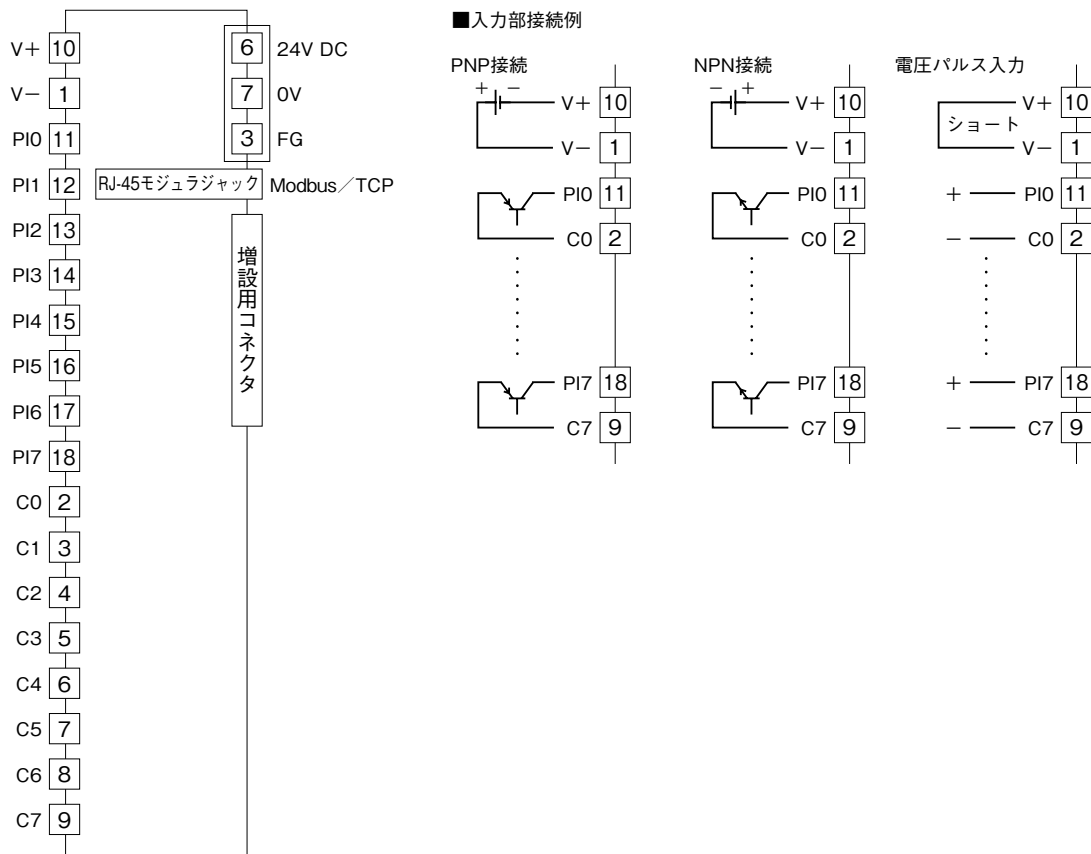 V+ 10
V− 1
PI0 11
PI1 12
PI2 13
PI3 14
PI4 15
PI5 16
PI6 17
PI7 18
C0 2
C1 3
C2 4
C3 5
C4 6
C5 7
C6 8
C7 9
6 24V DC
7 0V
3 FG
RJ-45モジュラジャック Modbus／TCP
増設用コネクタ
■入力部接続例
PNP接続
+ −
V+ 10
V− 1
PI0 11
C0 2
PI7 18
C7 9
NPN接続
− +
V+ 10
V− 1
PI0 11
C0 2
PI7 18
C7 9
電圧パルス入力
V+ 10
ショート
V− 1
+ PI0 11
− C0 2
+ PI7 18
− C7 9